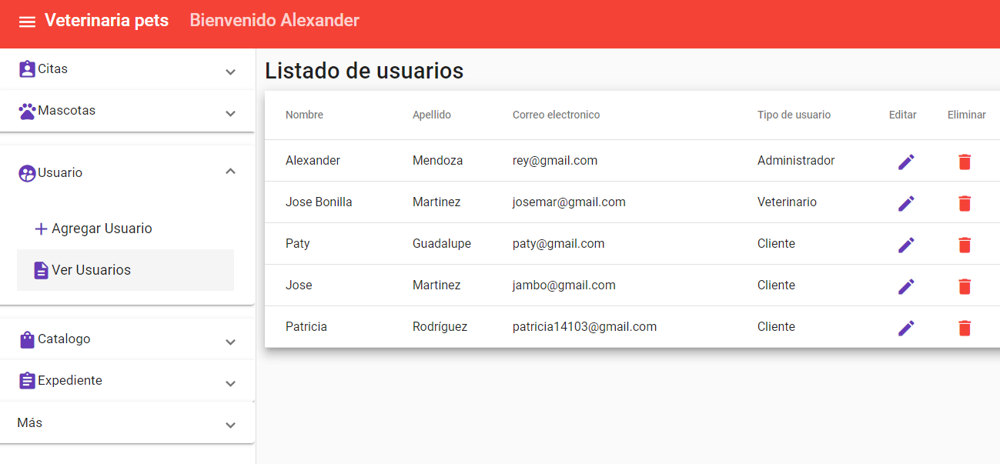 Veterinaria pets Bienvenido Alexander
Citas
Mascotas
Usuario
Agregar Usuario
Ver Usuarios
Catalogo
Expediente
Más
Listado de usuarios
Nombre Apellido Correo electronico Tipo de usuario Editar Eliminar
Alexander Mendoza rey@gmail.com Administrador
Jose Bonilla Martinez josemar@gmail.com Veterinario
Paty Guadalupe paty@gmail.com Cliente
Jose Martinez jambo@gmail.com Cliente
Patricia Rodríguez patricia14103@gmail.com Cliente